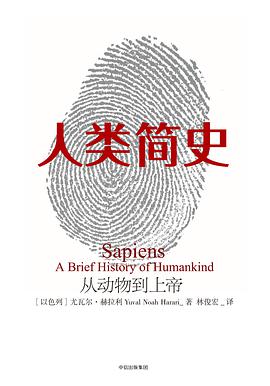 人类简史
Sapiens
A Brief History of Humankind
从动物到上帝
[以色列] 尤瓦尔·赫拉利 Yuval Noah Harari_著 林俊宏_译
中信出版集团